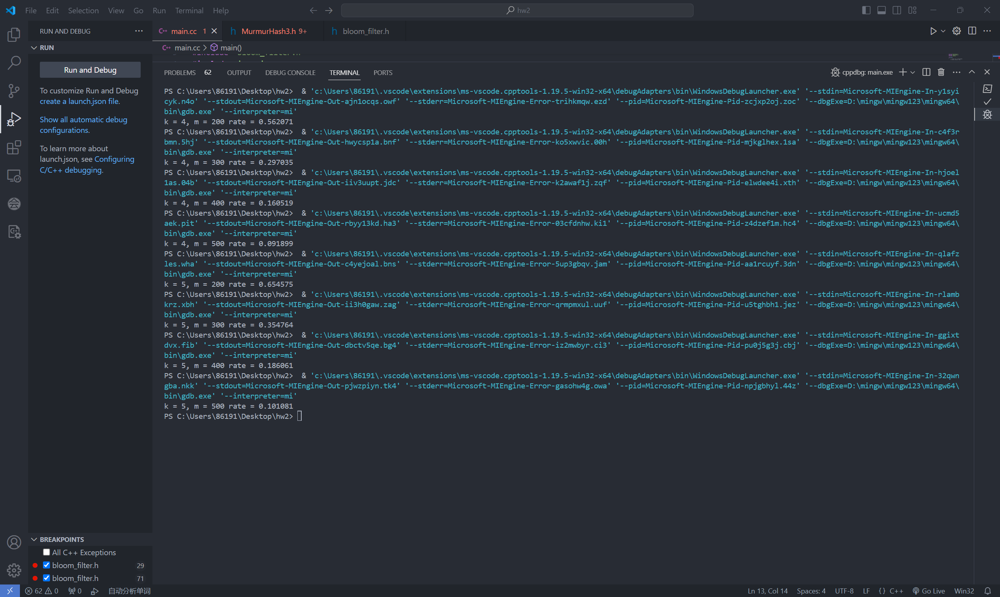 File Edit Selection View Go Run Terminal Help
hw2
RUN AND DEBUG
main.cc 1
MurmurHash3.h 9+
bloom_filter.h
RUN
main.cc > main()
Run and Debug
To customize Run and Debug
create a launch.json file.
Show all automatic debug
configurations.
To learn more about
launch.json, see Configuring
C/C++ debugging.
PROBLEMS 62 OUTPUT DEBUG CONSOLE TERMINAL PORTS
cppdbg: main.exe
PS C:\Users\86191\Desktop\hw2>  & 'c:\Users\86191\.vscode\extensions\ms-vscode.cpptools-1.19.5-win32-x64\debugAdapters\bin\WindowsDebugLauncher.exe' '--stdin=Microsoft-MIEngine-In-y1syi
cyk.n4o' '--stdout=Microsoft-MIEngine-Out-ajn1ocqs.owf' '--stderr=Microsoft-MIEngine-Error-trihkmqw.ezd' '--pid=Microsoft-MIEngine-Pid-zcjxp2oj.zoc' '--dbgExe=D:\mingw\mingw123\mingw64\
bin\gdb.exe' '--interpreter=mi'
k = 4, m = 200 rate = 0.562071
PS C:\Users\86191\Desktop\hw2>  & 'c:\Users\86191\.vscode\extensions\ms-vscode.cpptools-1.19.5-win32-x64\debugAdapters\bin\WindowsDebugLauncher.exe' '--stdin=Microsoft-MIEngine-In-c4f3r
bmn.5hj' '--stdout=Microsoft-MIEngine-Out-hwycsp1a.bnf' '--stderr=Microsoft-MIEngine-Error-ko5xwvic.00h' '--pid=Microsoft-MIEngine-Pid-mjkglhex.1sa' '--dbgExe=D:\mingw\mingw123\mingw64\
bin\gdb.exe' '--interpreter=mi'
k = 4, m = 300 rate = 0.297035
PS C:\Users\86191\Desktop\hw2>  & 'c:\Users\86191\.vscode\extensions\ms-vscode.cpptools-1.19.5-win32-x64\debugAdapters\bin\WindowsDebugLauncher.exe' '--stdin=Microsoft-MIEngine-In-hjoel
1as.04b' '--stdout=Microsoft-MIEngine-Out-iiv3uupt.jdc' '--stderr=Microsoft-MIEngine-Error-k2awaf1j.zqf' '--pid=Microsoft-MIEngine-Pid-elwdee4i.xth' '--dbgExe=D:\mingw\mingw123\mingw64\
bin\gdb.exe' '--interpreter=mi'
k = 4, m = 400 rate = 0.160519
PS C:\Users\86191\Desktop\hw2>  & 'c:\Users\86191\.vscode\extensions\ms-vscode.cpptools-1.19.5-win32-x64\debugAdapters\bin\WindowsDebugLauncher.exe' '--stdin=Microsoft-MIEngine-In-ucmd5
aek.pit' '--stdout=Microsoft-MIEngine-Out-rbyy13kd.ha3' '--stderr=Microsoft-MIEngine-Error-03cfdnhw.ki1' '--pid=Microsoft-MIEngine-Pid-z4dzef1m.hc4' '--dbgExe=D:\mingw\mingw123\mingw64\
bin\gdb.exe' '--interpreter=mi'
k = 4, m = 500 rate = 0.091899
PS C:\Users\86191\Desktop\hw2>  & 'c:\Users\86191\.vscode\extensions\ms-vscode.cpptools-1.19.5-win32-x64\debugAdapters\bin\WindowsDebugLauncher.exe' '--stdin=Microsoft-MIEngine-In-qlafz
les.wha' '--stdout=Microsoft-MIEngine-Out-c4yejoal.bns' '--stderr=Microsoft-MIEngine-Error-5up3gbqv.jam' '--pid=Microsoft-MIEngine-Pid-aa1rcuyf.3dn' '--dbgExe=D:\mingw\mingw123\mingw64\
bin\gdb.exe' '--interpreter=mi'
k = 5, m = 200 rate = 0.654575
PS C:\Users\86191\Desktop\hw2>  & 'c:\Users\86191\.vscode\extensions\ms-vscode.cpptools-1.19.5-win32-x64\debugAdapters\bin\WindowsDebugLauncher.exe' '--stdin=Microsoft-MIEngine-In-rlamb
krz.xbh' '--stdout=Microsoft-MIEngine-Out-ii3h0gaw.zag' '--stderr=Microsoft-MIEngine-Error-qrmpmxul.uuf' '--pid=Microsoft-MIEngine-Pid-u5tghbh1.jez' '--dbgExe=D:\mingw\mingw123\mingw64\
bin\gdb.exe' '--interpreter=mi'
k = 5, m = 300 rate = 0.354764
PS C:\Users\86191\Desktop\hw2>  & 'c:\Users\86191\.vscode\extensions\ms-vscode.cpptools-1.19.5-win32-x64\debugAdapters\bin\WindowsDebugLauncher.exe' '--stdin=Microsoft-MIEngine-In-ggixt
dvx.fib' '--stdout=Microsoft-MIEngine-Out-dbctv5qe.bg4' '--stderr=Microsoft-MIEngine-Error-iz2mwbyr.ci3' '--pid=Microsoft-MIEngine-Pid-pu0j5g3j.cbj' '--dbgExe=D:\mingw\mingw123\mingw64\
bin\gdb.exe' '--interpreter=mi'
k = 5, m = 400 rate = 0.186061
PS C:\Users\86191\Desktop\hw2>  & 'c:\Users\86191\.vscode\extensions\ms-vscode.cpptools-1.19.5-win32-x64\debugAdapters\bin\WindowsDebugLauncher.exe' '--stdin=Microsoft-MIEngine-In-32qwn
gba.nkk' '--stdout=Microsoft-MIEngine-Out-pjwzpiyn.tk4' '--stderr=Microsoft-MIEngine-Error-gasohw4g.owa' '--pid=Microsoft-MIEngine-Pid-npjgbhyl.44z' '--dbgExe=D:\mingw\mingw123\mingw64\
bin\gdb.exe' '--interpreter=mi'
k = 5, m = 500 rate = 0.101081
PS C:\Users\86191\Desktop\hw2>
BREAKPOINTS
All C++ Exceptions
bloom_filter.h 29
bloom_filter.h 71
62 0 0 自动分析单词 Ln 13, Col 14 Spaces: 4 UTF-8 LF {} C++ Go Live Win32